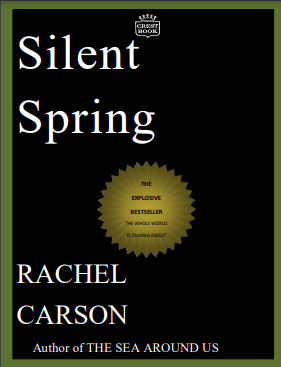 CREST
BOOK
Silent
Spring
THE
EXPLOSIVE
BESTSELLER
THE WHOLE WORLD
IS TALKING ABOUT
RACHEL
CARSON
Author of THE SEA AROUND US